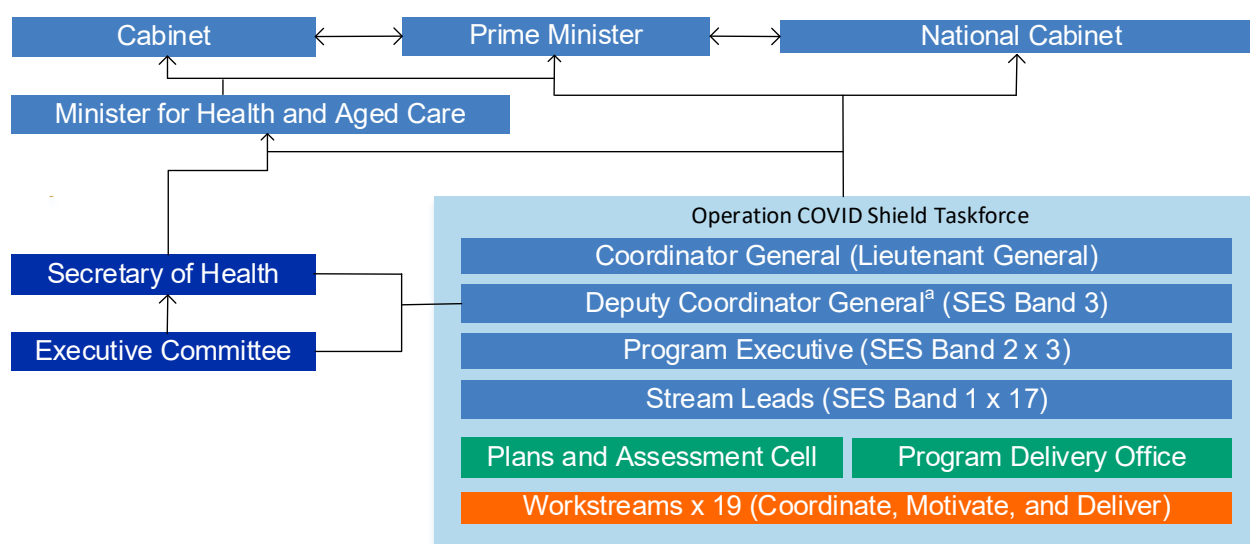 Cabinet
Prime Minister
National Cabinet
Minister for Health and Aged Care
Operation COVID Shield Taskforce
Coordinator General (Lieutenant General)
Secretary of Health
Deputy Coordinator Generalᵃ (SES Band 3)
Executive Committee
Program Executive (SES Band 2 x 3)
Stream Leads (SES Band 1 x 17)
Plans and Assessment Cell
Program Delivery Office
Workstreams x 19 (Coordinate, Motivate, and Deliver)